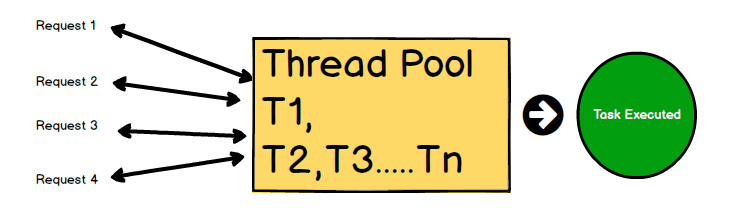 Request 1
Request 2
Request 3
Request 4
Thread Pool
T1,
T2,T3.....Tn
Task Executed